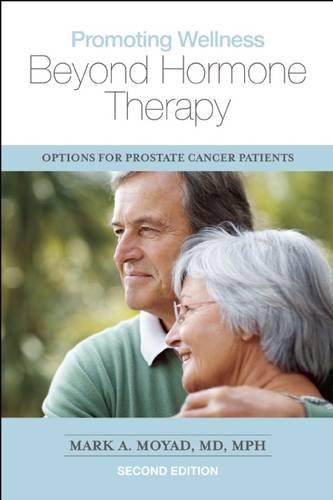 Promoting Wellness
Beyond Hormone
Therapy
OPTIONS FOR PROSTATE CANCER PATIENTS
MARK A. MOYAD, MD, MPH
SECOND EDITION